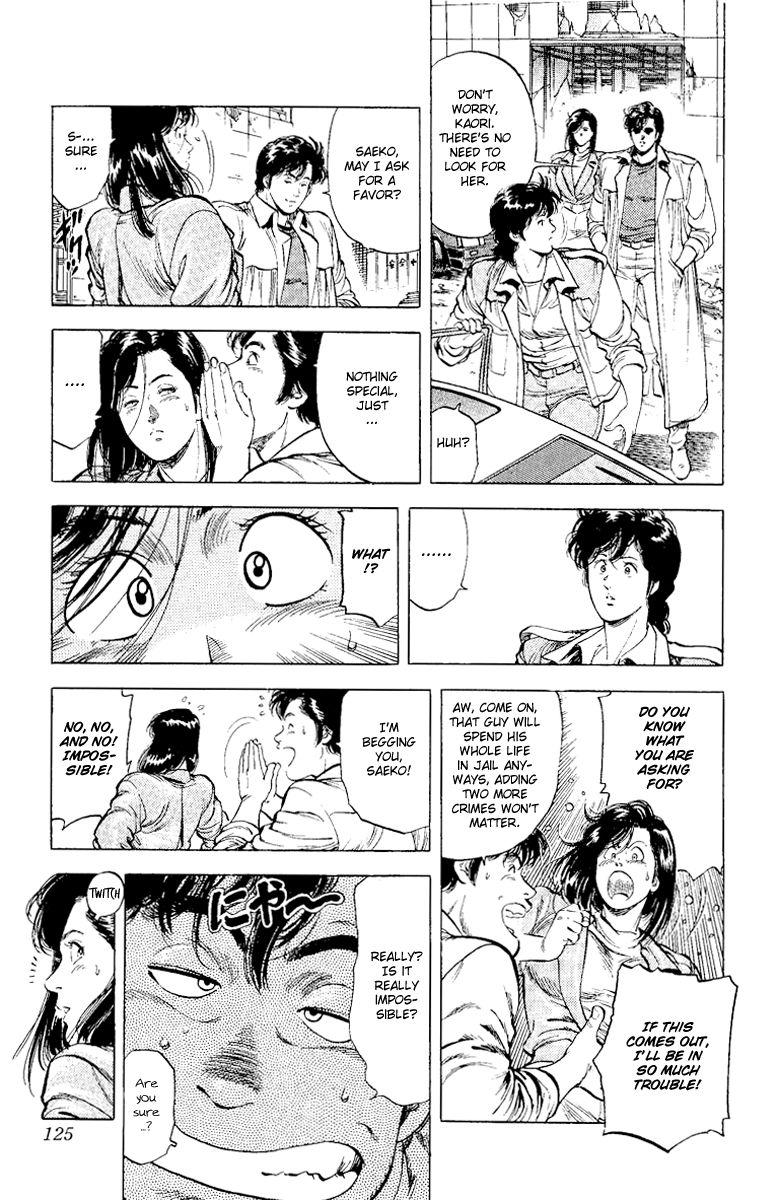 DON'T
WORRY,
KAORI.
THERE'S NO
NEED TO
LOOK FOR
HER.
HUH?
SAEKO,
MAY I ASK
FOR A
FAVOR?
S-...
SURE
...
ギク
NOTHING
SPECIAL,
JUST
...
....
......
WHAT
!?
DO YOU
KNOW
WHAT
YOU ARE
ASKING
FOR?
AW, COME ON,
THAT GUY WILL
SPEND HIS
WHOLE LIFE
IN JAIL ANY-
WAYS, ADDING
TWO MORE
CRIMES WON'T
MATTER.
IF THIS
COMES OUT,
I'LL BE IN
SO MUCH
TROUBLE!
I'M
BEGGING
YOU,
SAEKO!
NO, NO,
AND NO!
IMPOS-
SIBLE!
REALLY?
IS IT
REALLY
IMPOS-
SIBLE?
にや〜
Are
you
sure
...?
TWITCH
125